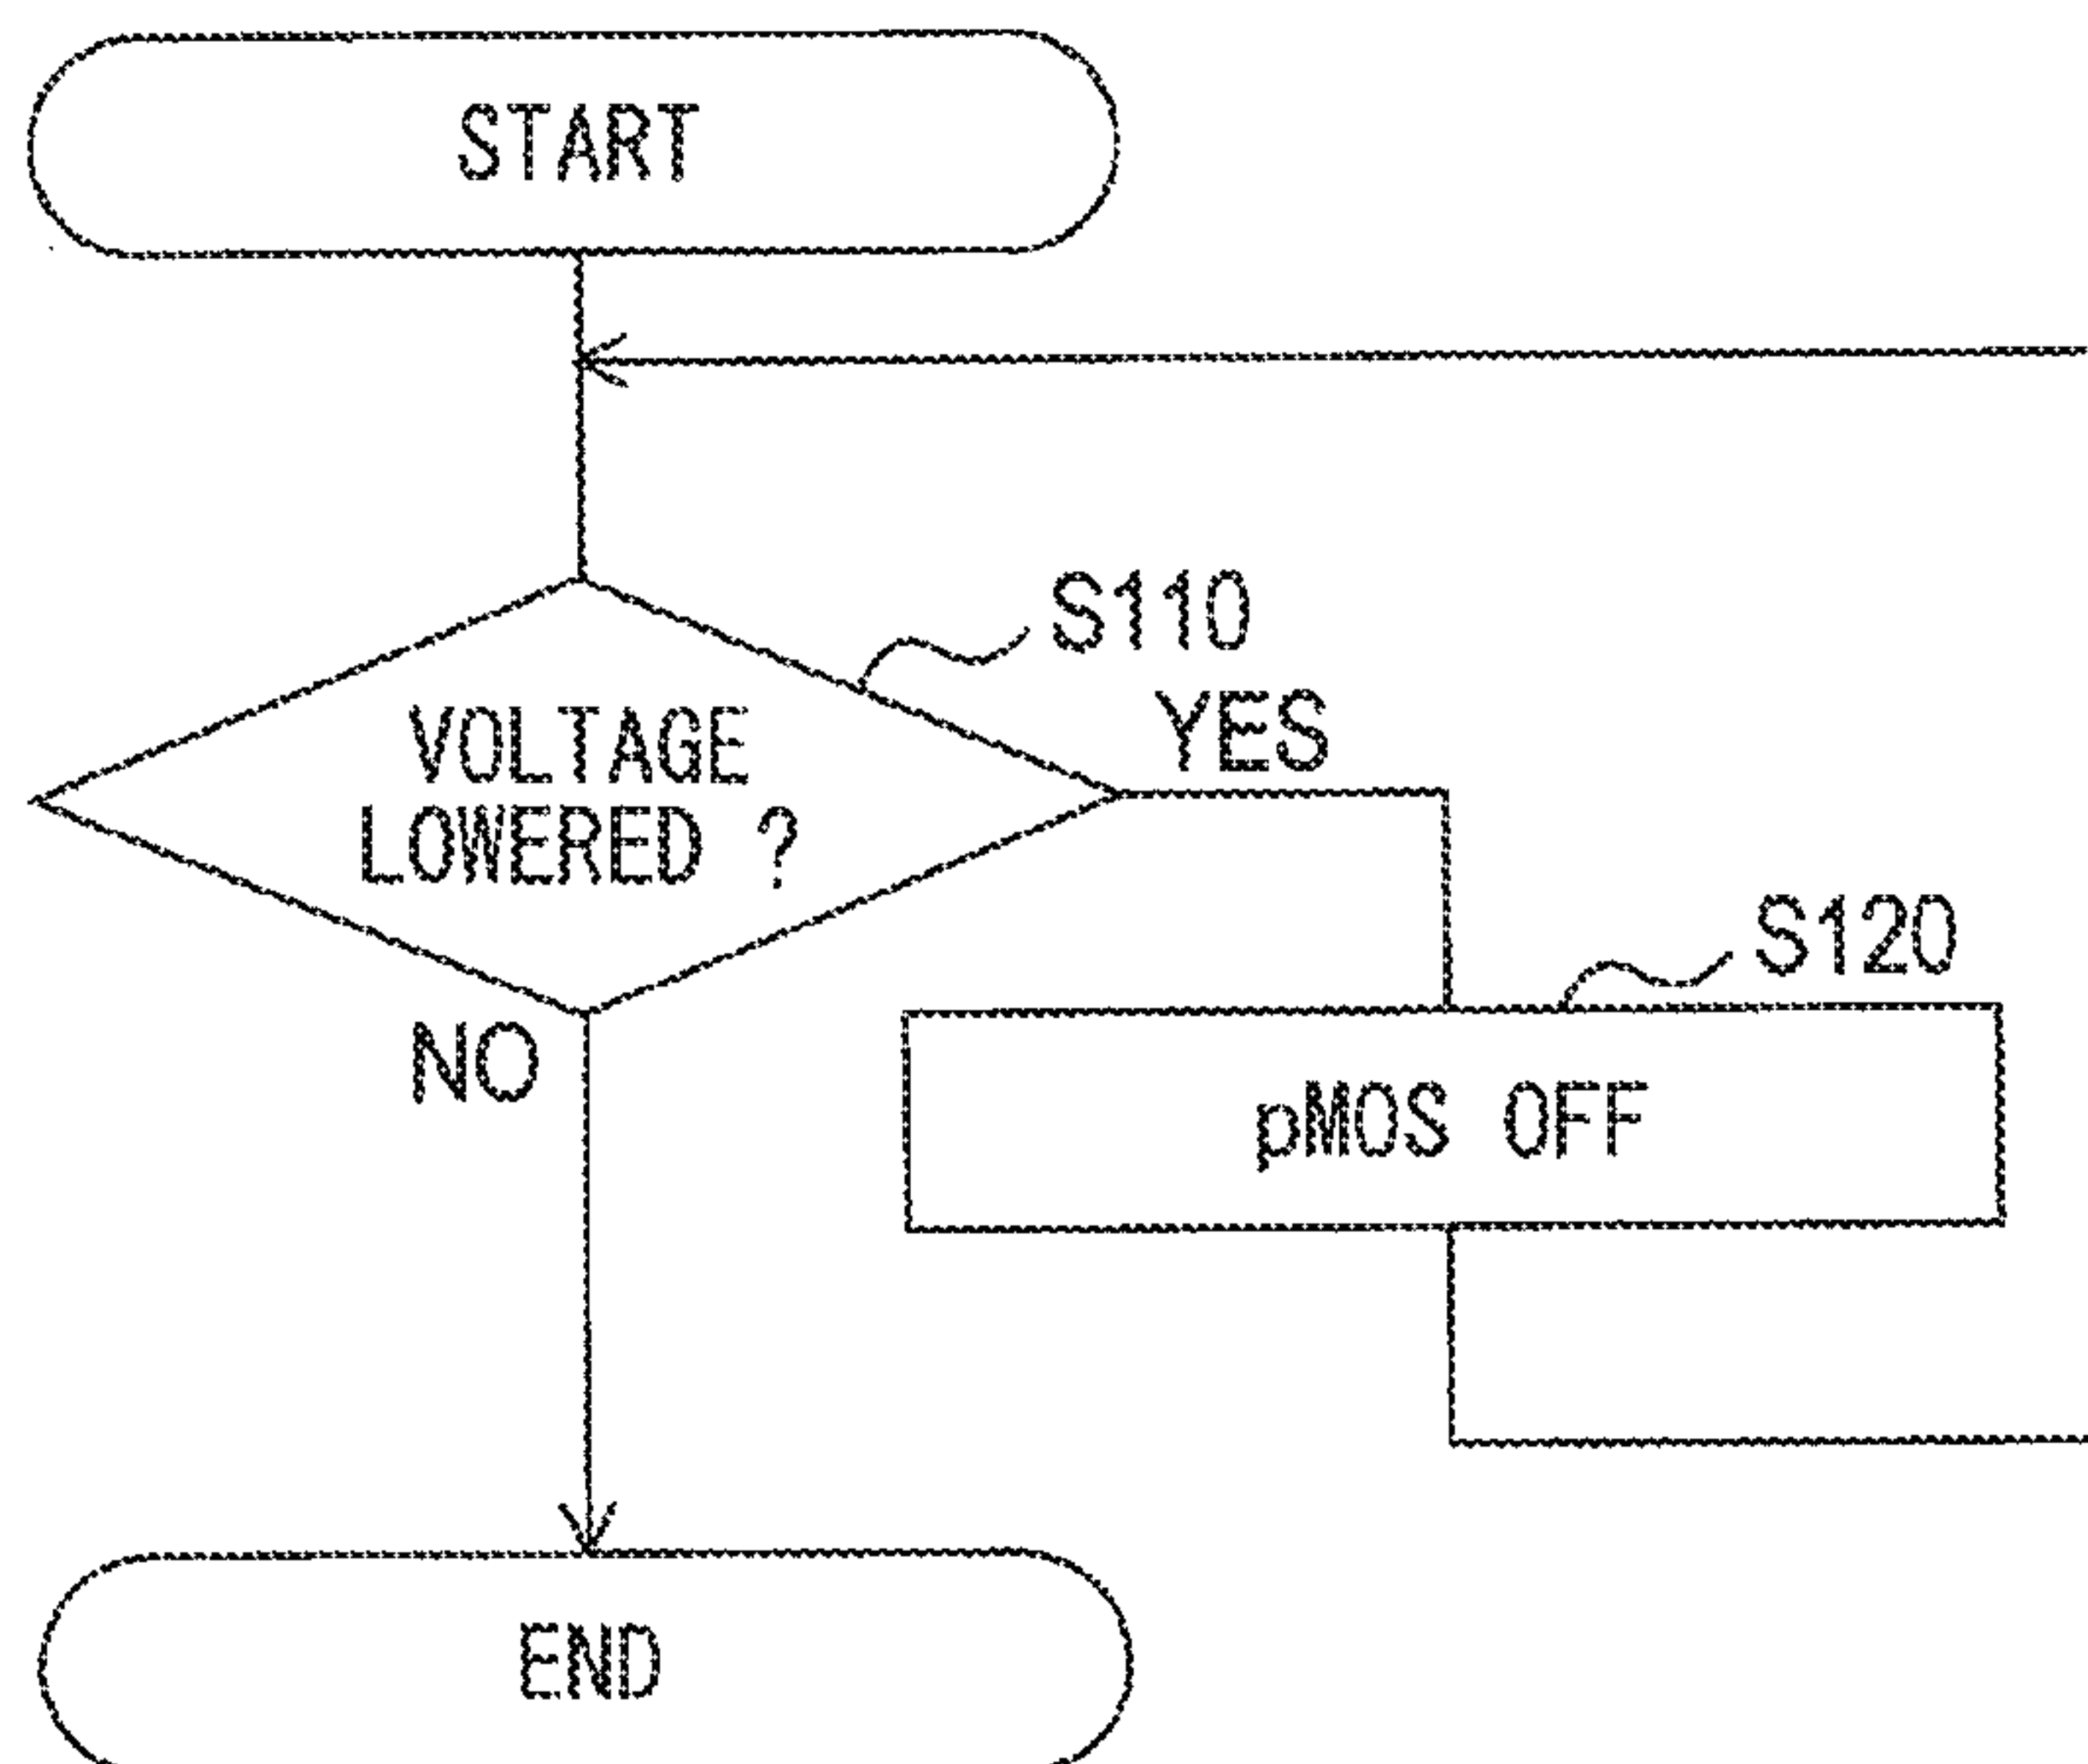 START
S110
YES
VOLTAGE
LOWERED ?
S120
NO
pMOS OFF
END